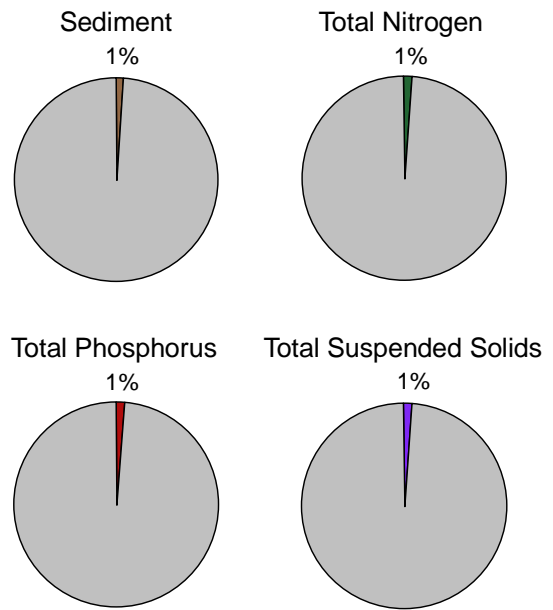 Sediment
1%
Total Nitrogen
1%
Total Phosphorus
1%
Total Suspended Solids
1%